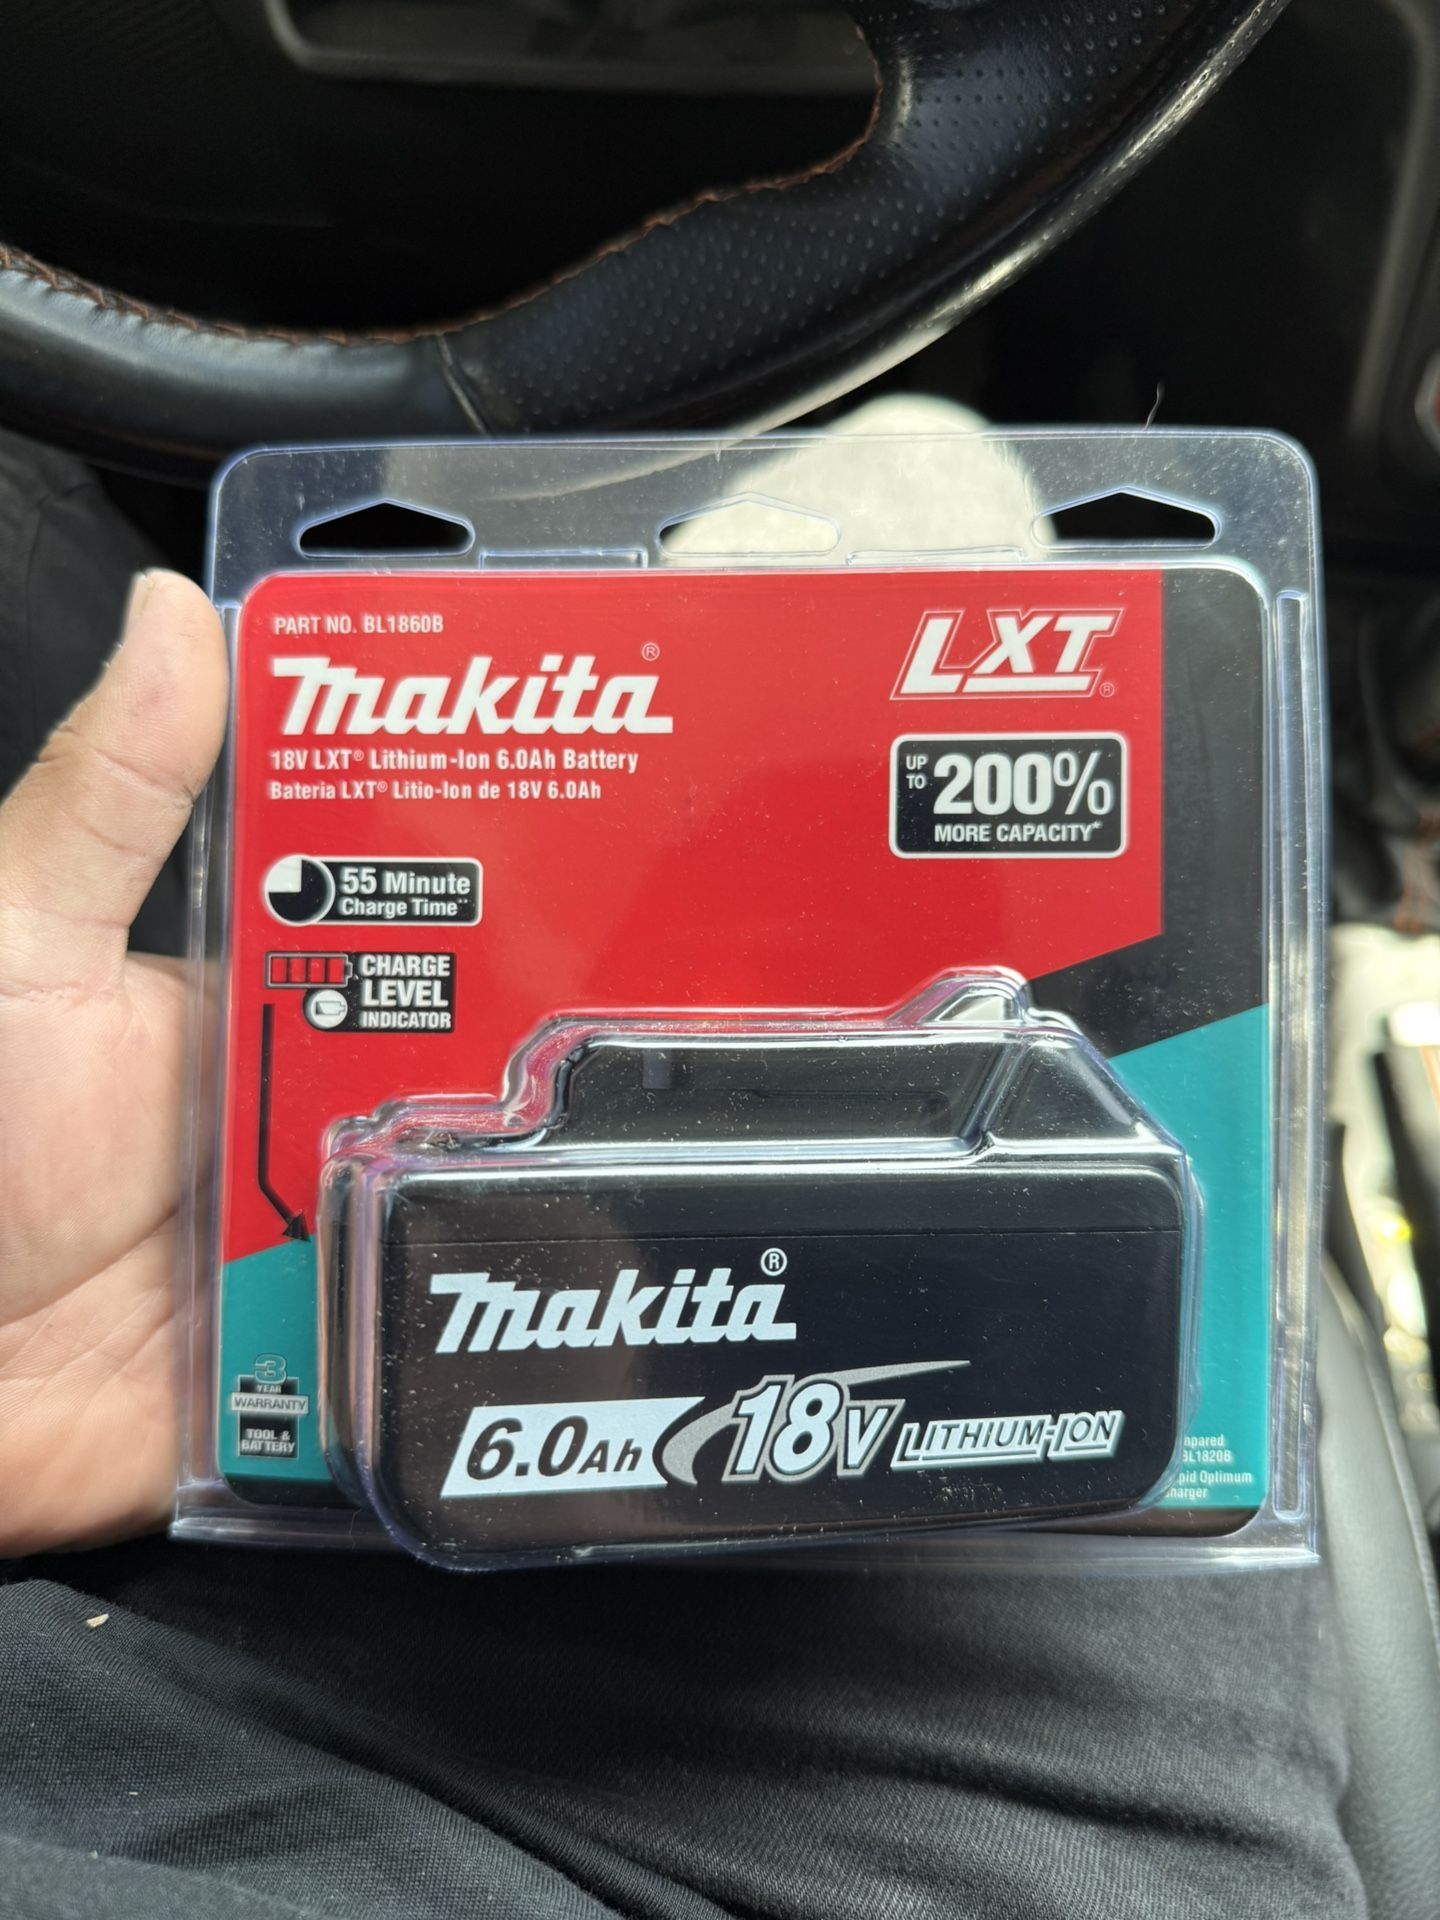 PART NO. BL1860B
makita®
18V LXT® Lithium-Ion 6.0Ah Battery
Bateria LXT® Litio-Ion de 18V 6.0Ah
LXT®
UP TO 200%
MORE CAPACITY*
55 Minute
Charge Time**
CHARGE
LEVEL
INDICATOR
makita®
6.0Ah 18V LITHIUM-ION
3
YEAR
WARRANTY
TOOL &
BATTERY
BL1820B
Optimum